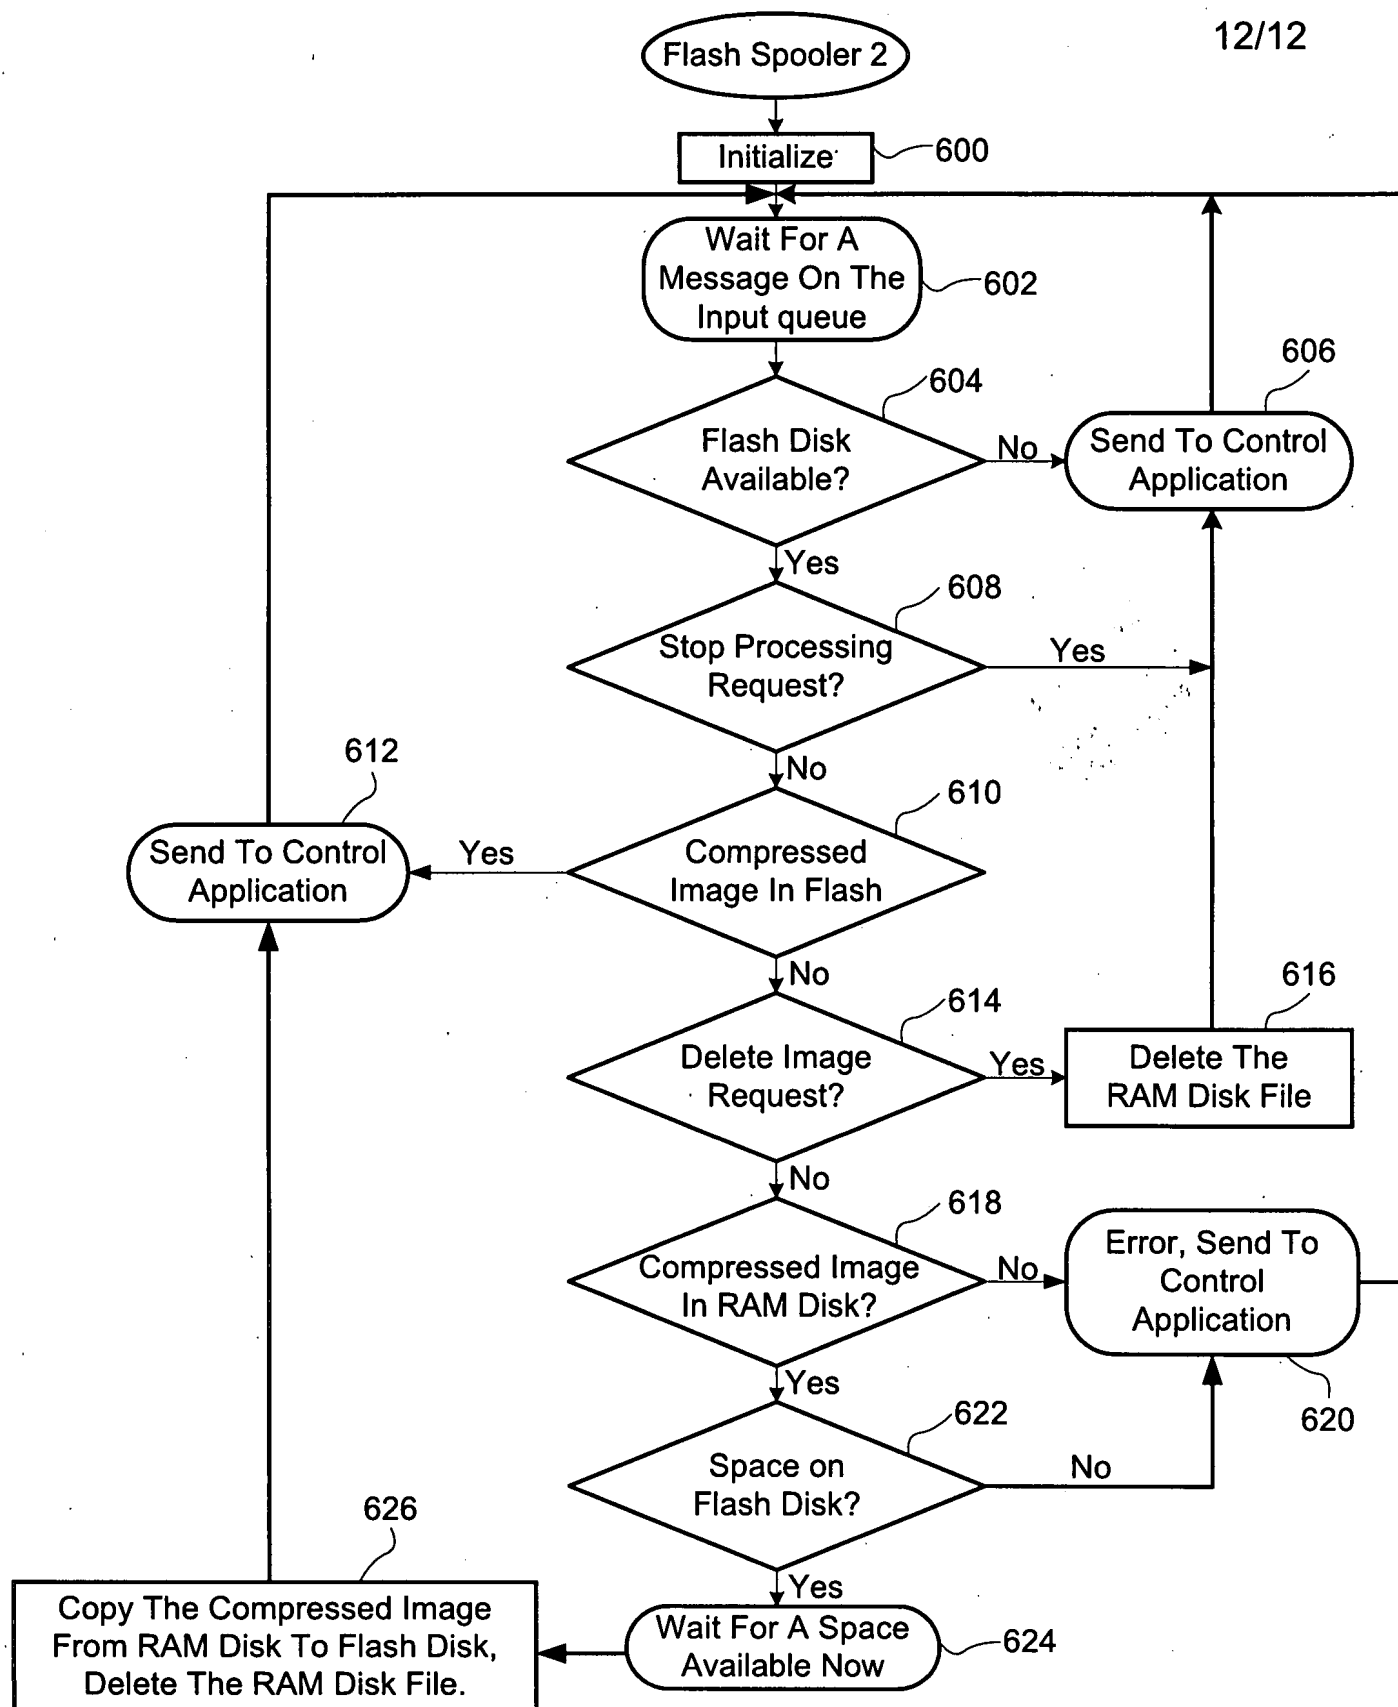 12/12
Flash Spooler 2
Initialize
600
Wait For A
Message On The
Input queue
602
604
Flash Disk
Available?
No
606
Send To Control
Application
Yes
608
Stop Processing
Request?
Yes
No
610
612
Compressed
Image In Flash
Yes
Send To Control
Application
No
614
616
Delete Image
Request?
Yes
Delete The
RAM Disk File
No
618
Compressed Image
In RAM Disk?
No
Error, Send To
Control
Application
620
Yes
622
Space on
Flash Disk?
No
626
Yes
Copy The Compressed Image
From RAM Disk To Flash Disk,
Delete The RAM Disk File.
Wait For A Space
Available Now
624